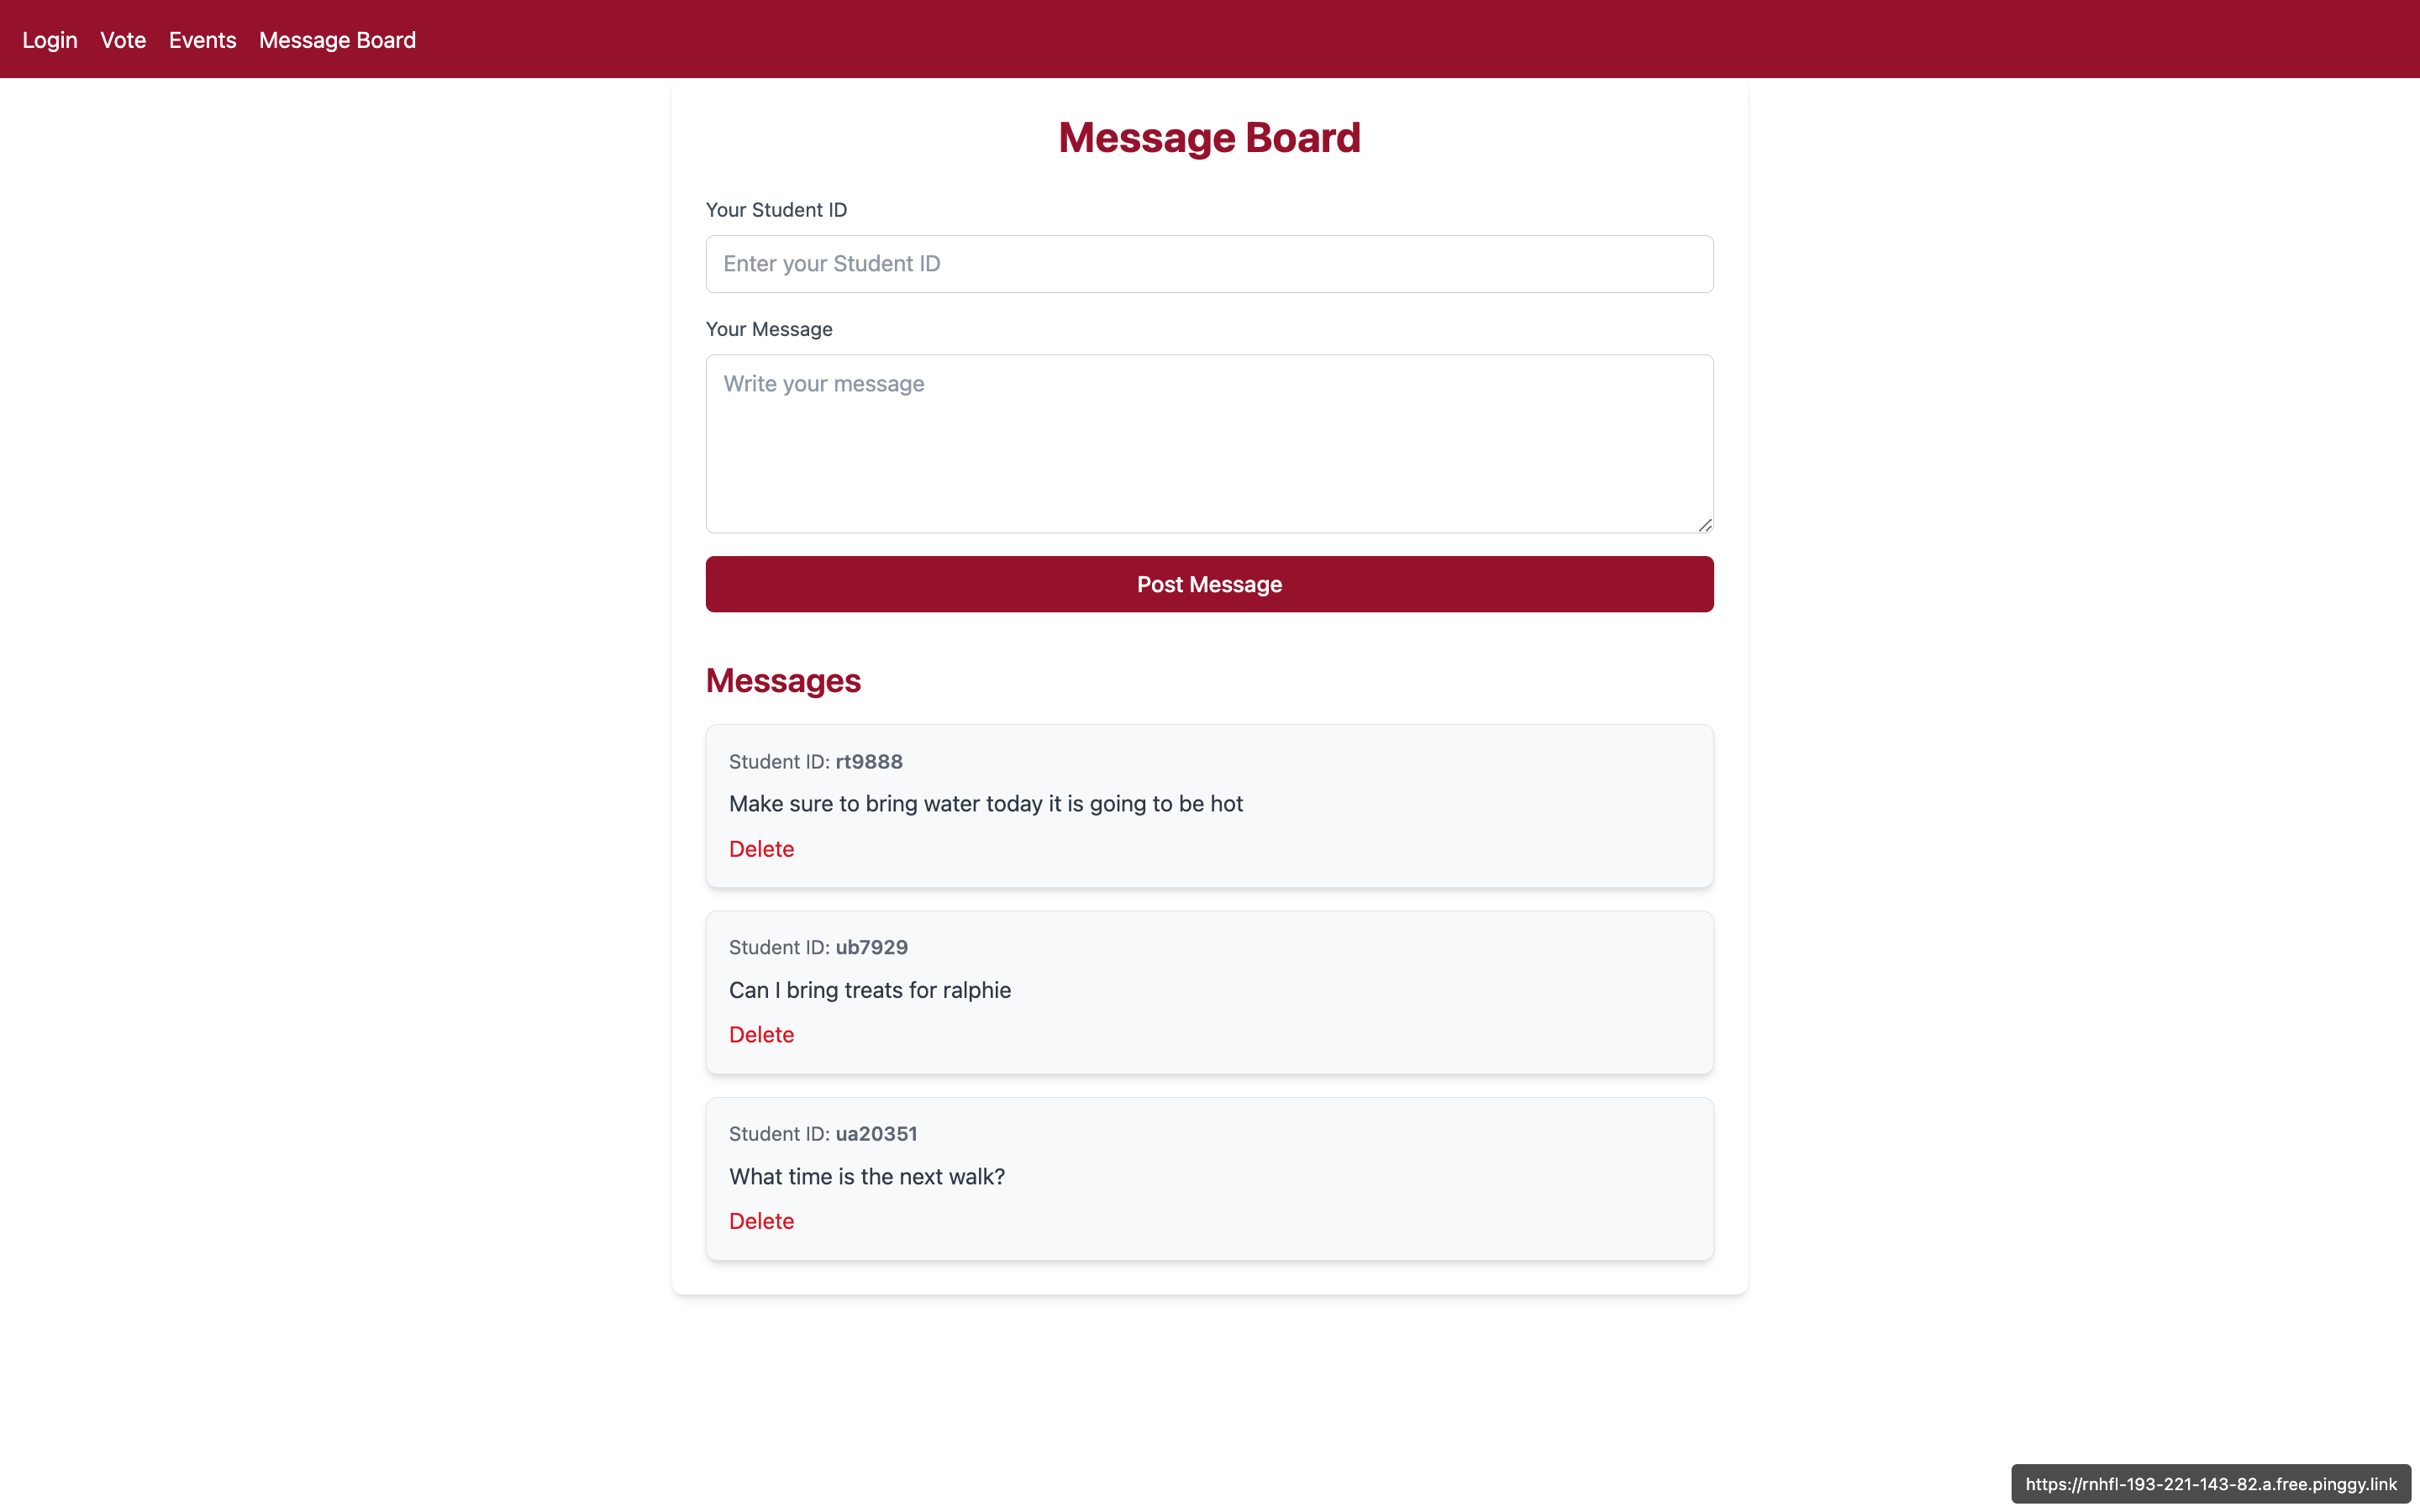 Login Vote Events Message Board
Message Board
Your Student ID
Enter your Student ID
Your Message
Write your message
Post Message
Messages
Student ID: rt9888
Make sure to bring water today it is going to be hot
Delete
Student ID: ub7929
Can I bring treats for ralphie
Delete
Student ID: ua20351
What time is the next walk?
Delete
https://rnhfl-193-221-143-82.a.free.pinggy.link